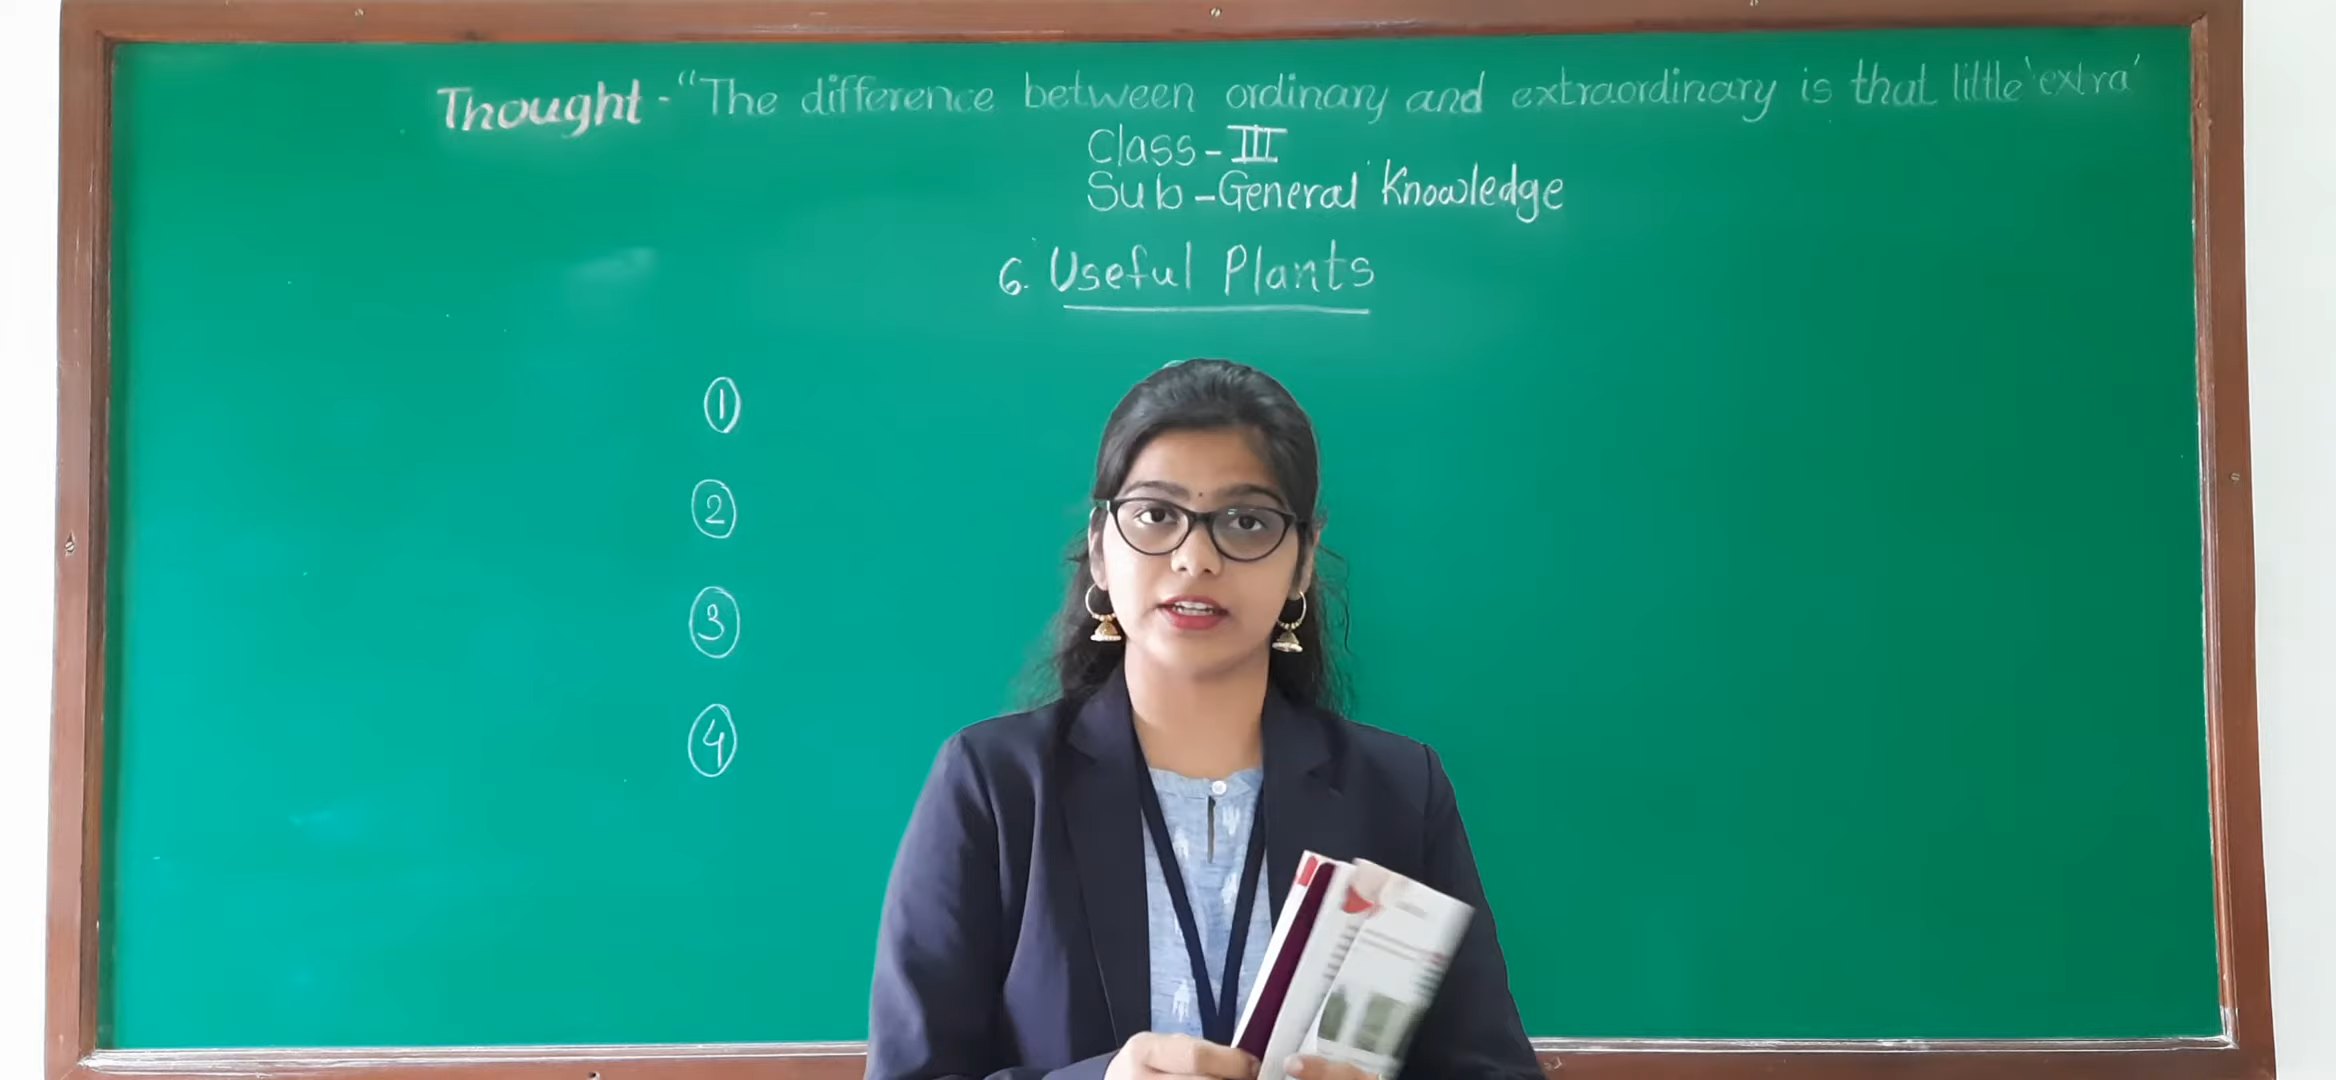 Thought - "The difference between ordinary and extraordinary is that little 'extra'
Class - III
Sub - General Knowledge
6. Useful Plants
1
2
3
4